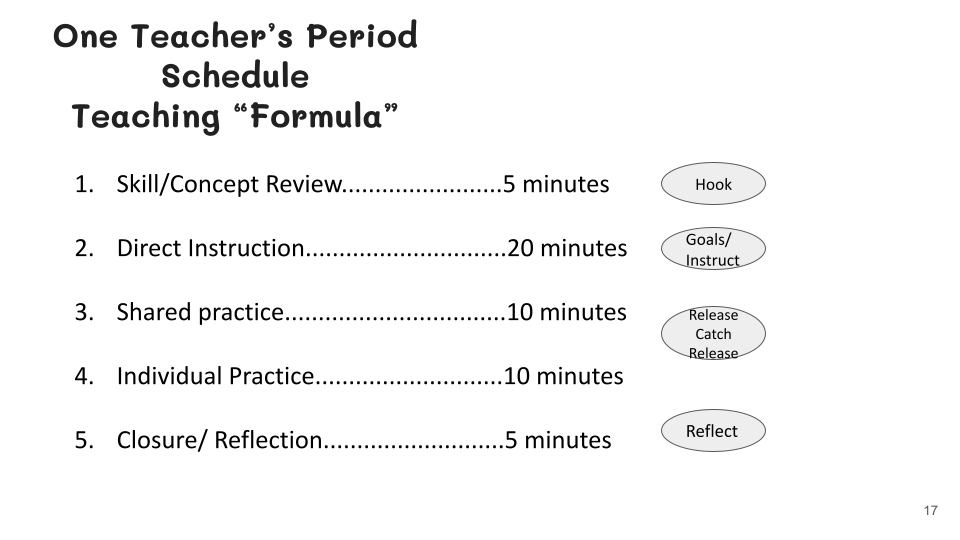 One Teacher’s Period
Schedule
Teaching “Formula”
1. Skill/Concept Review........................5 minutes
Hook
2. Direct Instruction..............................20 minutes
Goals/
Instruct
3. Shared practice.................................10 minutes
Release
Catch
Release
4. Individual Practice............................10 minutes
5. Closure/ Reflection...........................5 minutes
Reflect
17